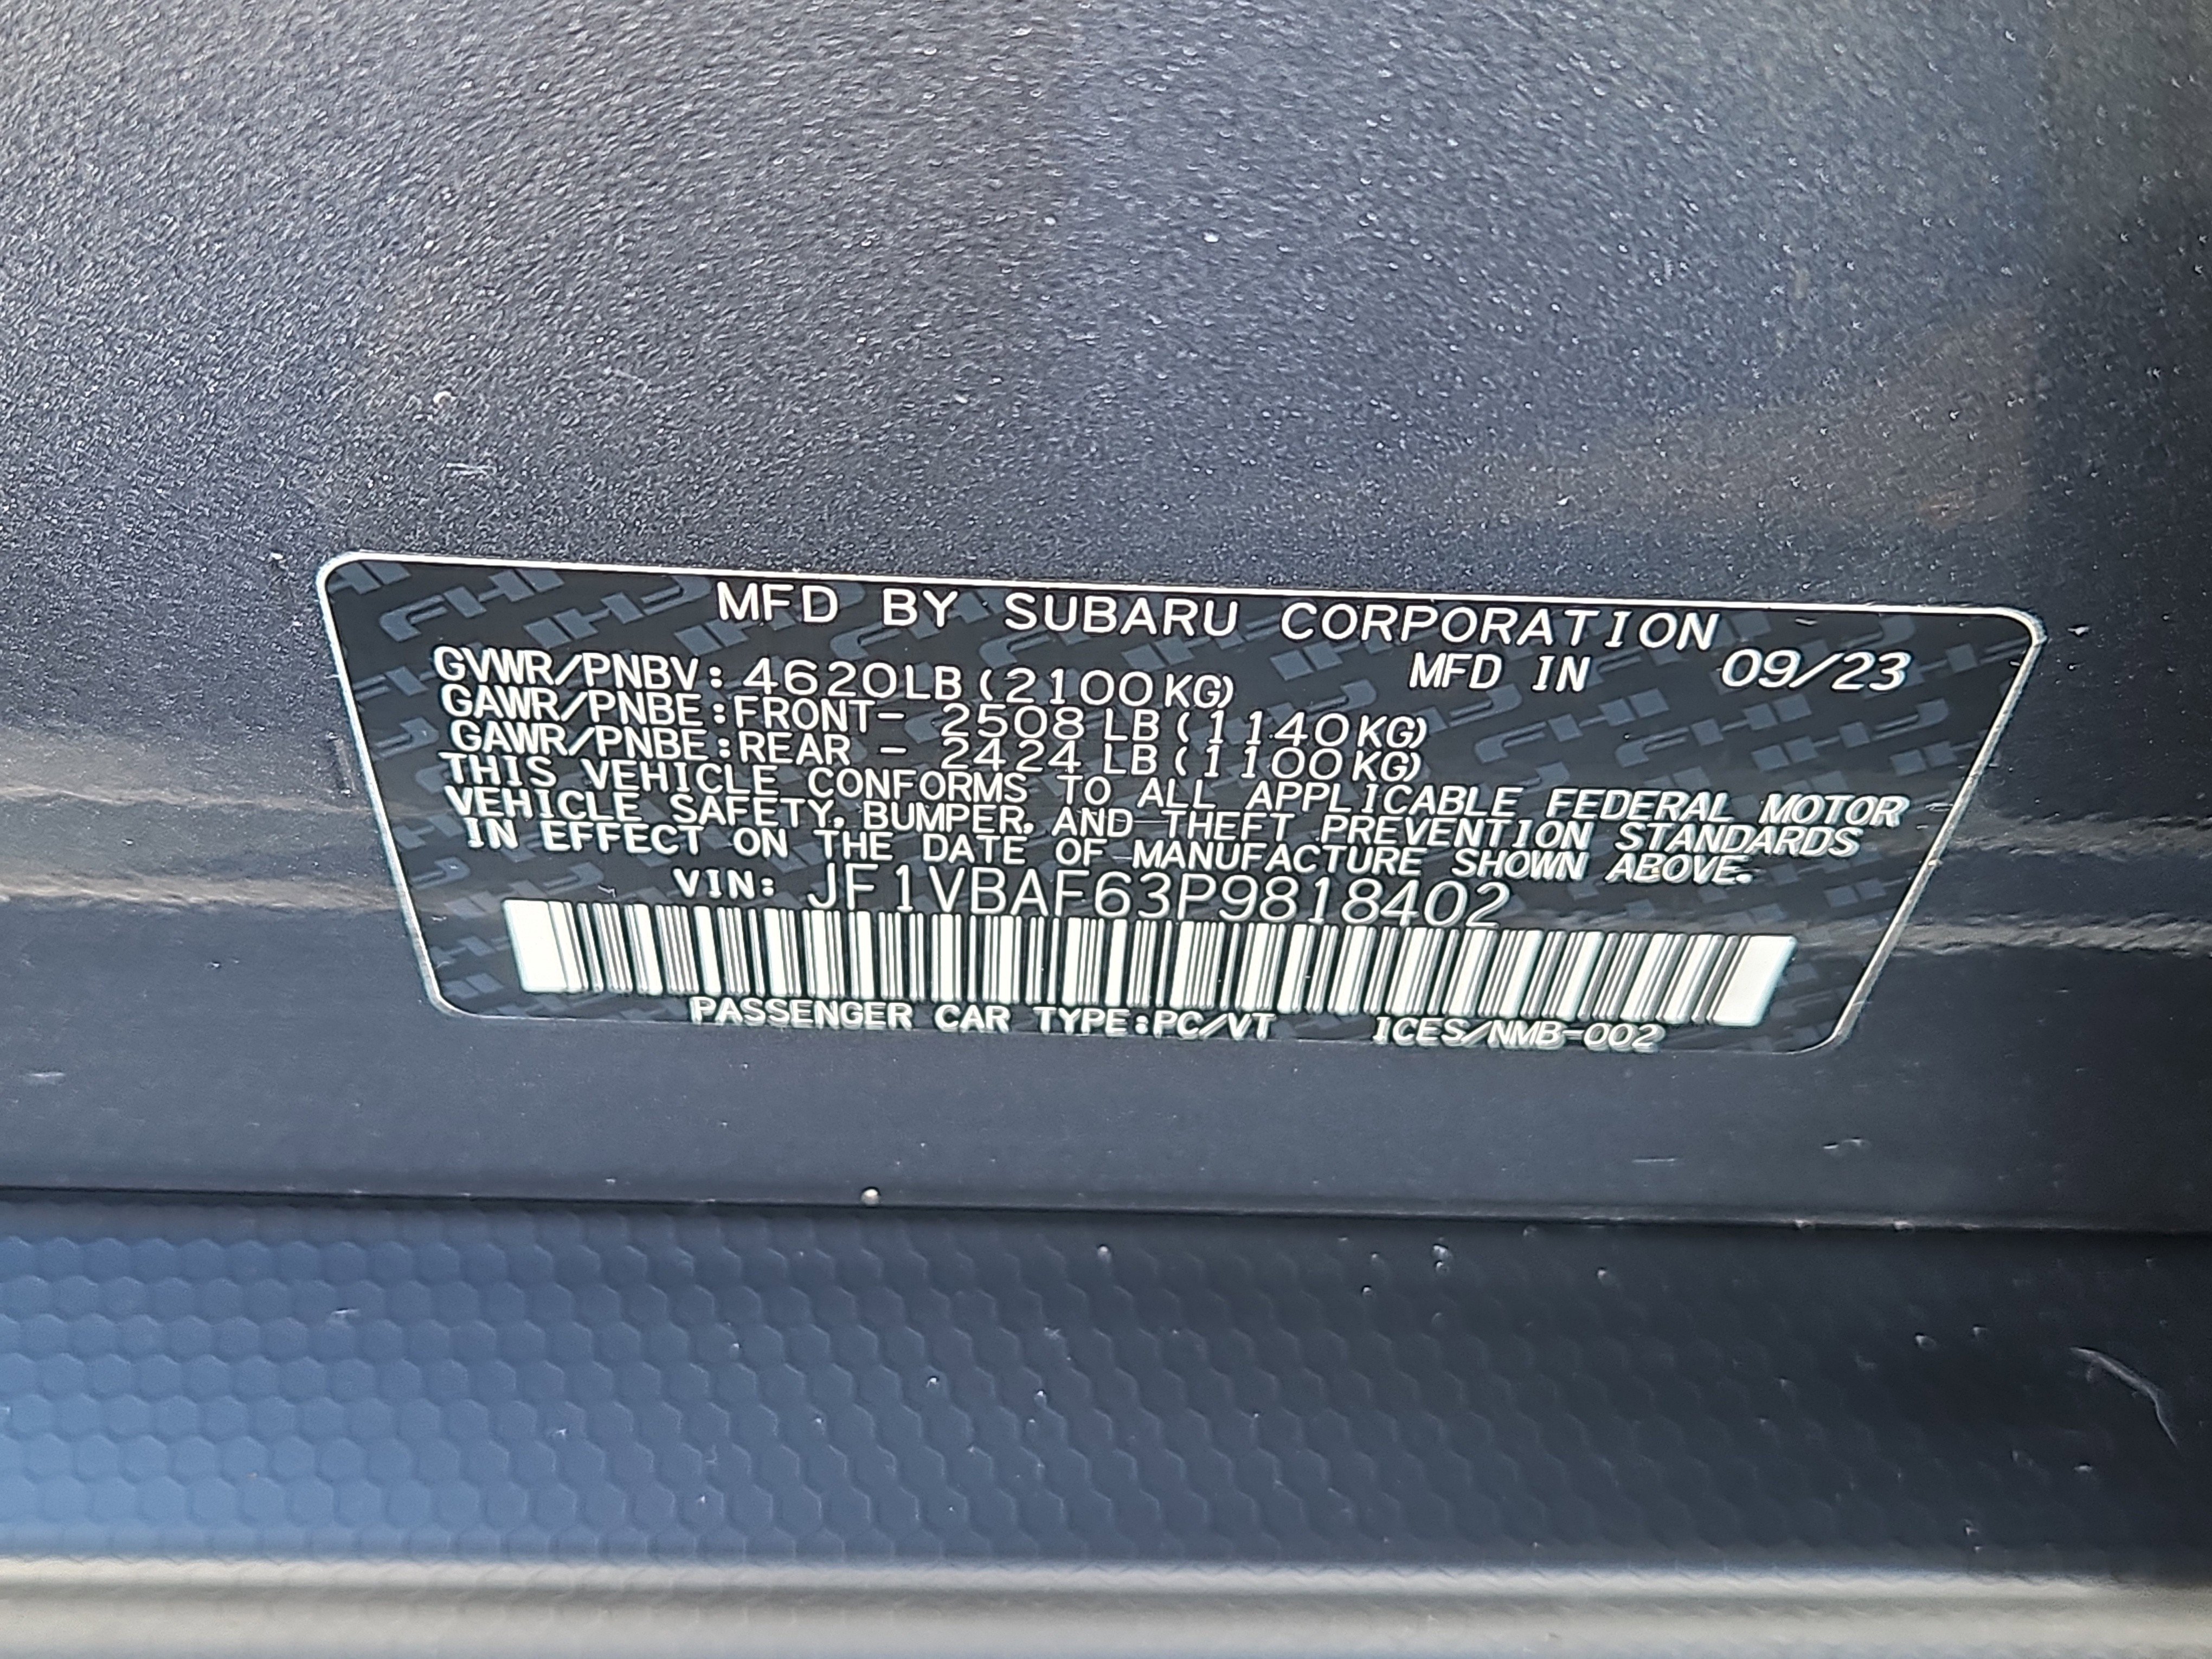 MFD BY SUBARU CORPORATION
GVWR/PNBV: 4620LB (2100KG) MFD IN 09/23
GAWR/PNBE:FRONT- 2508 LB (1140KG)
GAWR/PNBE:REAR - 2424 LB (1100KG)
THIS VEHICLE CONFORMS TO ALL APPLICABLE FEDERAL MOTOR
VEHICLE SAFETY, BUMPER, AND THEFT PREVENTION STANDARDS
IN EFFECT ON THE DATE OF MANUFACTURE SHOWN ABOVE.
VIN: JF1VBAF63P9818402
PASSENGER CAR TYPE:PC/VT ICES/NMB-002